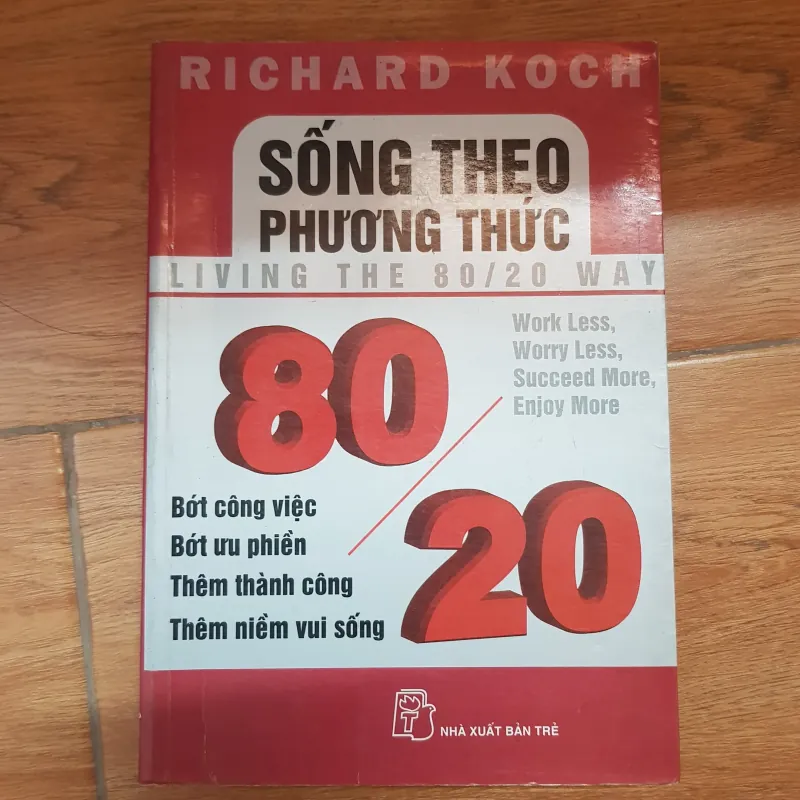 RICHARD KOCH
SỐNG THEO
PHƯƠNG THỨC
LIVING THE 80/20 WAY
80/20
Work Less,
Worry Less,
Succeed More,
Enjoy More
Bớt công việc
Bớt ưu phiền
Thêm thành công
Thêm niềm vui sống
T
NHÀ XUẤT BẢN TRẺ